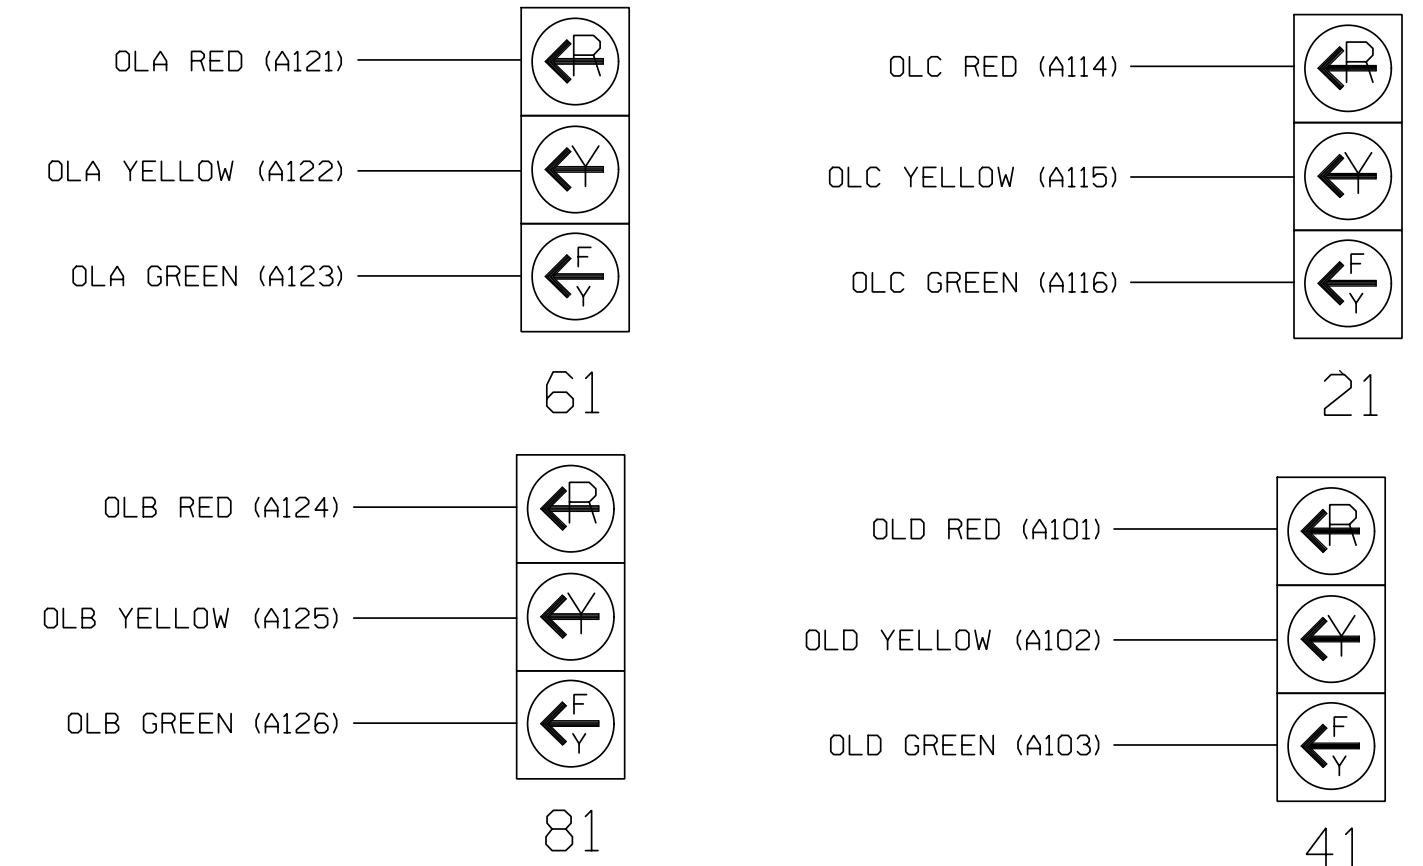 OLA RED (A121)
R
OLA YELLOW (A122)
Y
OLA GREEN (A123)
F
Y
61
OLC RED (A114)
R
OLC YELLOW (A115)
Y
OLC GREEN (A116)
F
Y
21
OLB RED (A124)
R
OLB YELLOW (A125)
Y
OLB GREEN (A126)
F
Y
81
OLD RED (A101)
R
OLD YELLOW (A102)
Y
OLD GREEN (A103)
F
Y
41